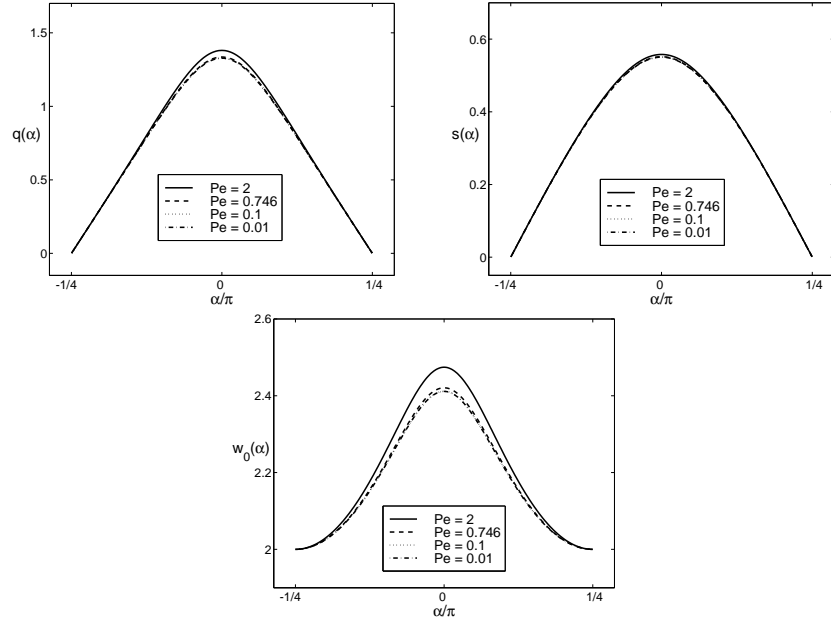 1.5
1
q(α)
0.5
0
Pe = 2
Pe = 0.746
Pe = 0.1
Pe = 0.01
-1/4
0
1/4
α/π
0.6
0.4
s(α)
0.2
0
Pe = 2
Pe = 0.746
Pe = 0.1
Pe = 0.01
-1/4
0
1/4
α/π
2.6
2.4
w₀(α)
2.2
2
Pe = 2
Pe = 0.746
Pe = 0.1
Pe = 0.01
-1/4
0
1/4
α/π